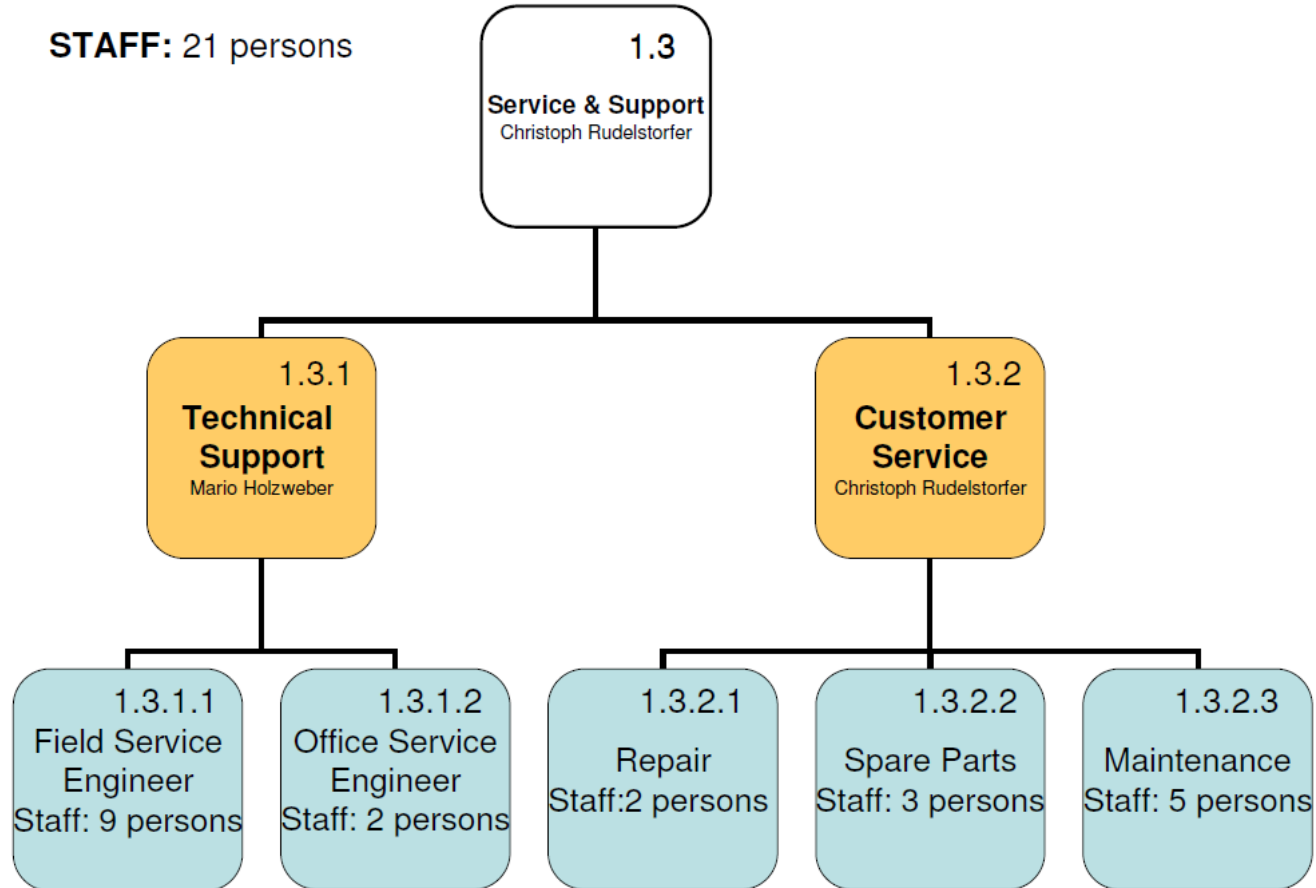 STAFF: 21 persons
1.3
Service & Support
Christoph Rudelstorfer
1.3.1
Technical
Support
Mario Holzweber
1.3.2
Customer
Service
Christoph Rudelstorfer
1.3.1.1
Field Service
Engineer
Staff: 9 persons
1.3.1.2
Office Service
Engineer
Staff: 2 persons
1.3.2.1
Repair
Staff:2 persons
1.3.2.2
Spare Parts
Staff: 3 persons
1.3.2.3
Maintenance
Staff: 5 persons